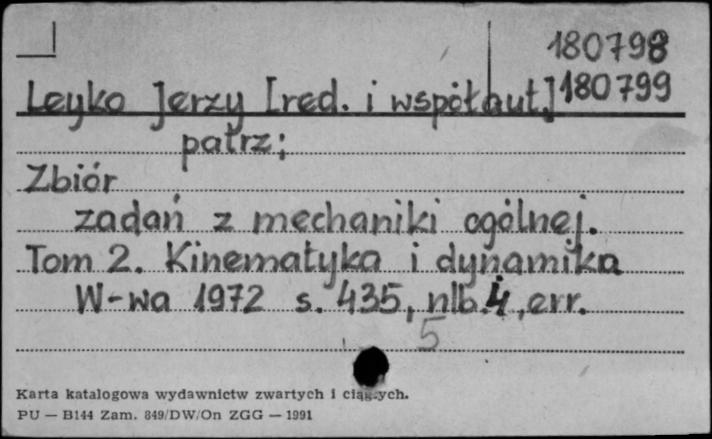 180798
Leyko Jerzy [red. i współaut.] 180799
patrz:
Zbiór
zadań z mechaniki ogólnej.
Tom 2. Kinematyka i dynamika
W-wa 1972 s. 435, nlb. 4, err.
5
Karta katalogowa wydawnictw zwartych i ciągłych.
PU — B144 Zam. 849/DW/On ZGG — 1991